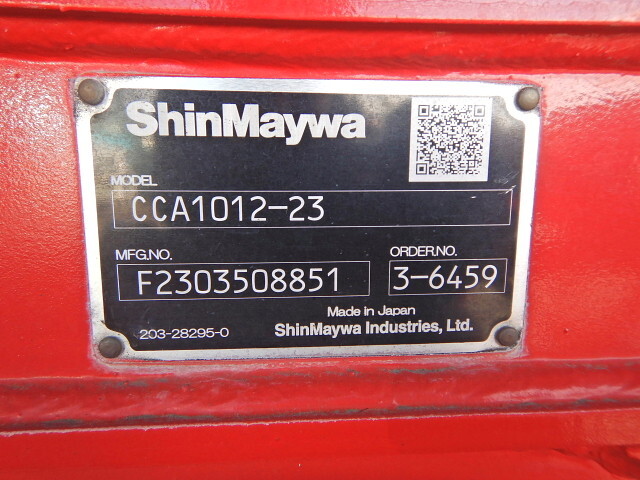 ShinMaywa
MODEL
CCA1012-23
MFG.NO. ORDER.NO.
F2303508851 3-6459
Made in Japan
203-28295-0 ShinMaywa Industries, Ltd.